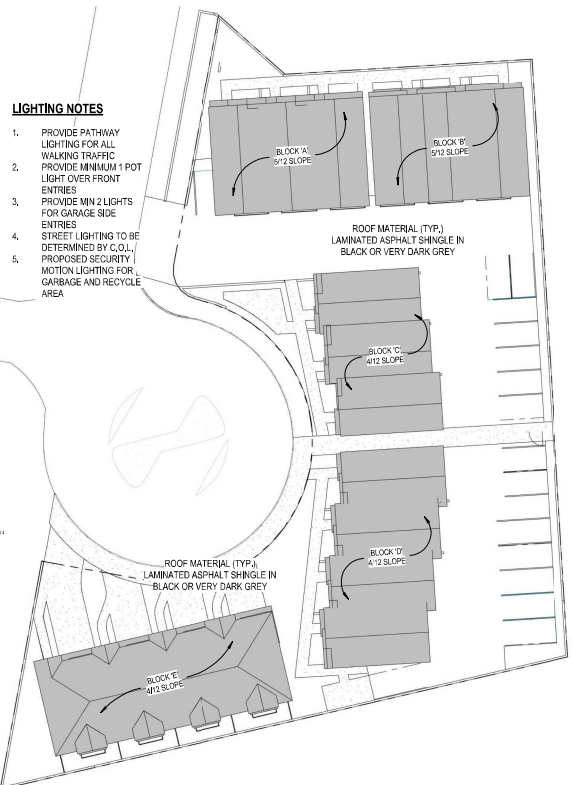 LIGHTING NOTES
1. PROVIDE PATHWAY
LIGHTING FOR ALL
WALKING TRAFFIC
2. PROVIDE MINIMUM 1 POT
LIGHT OVER FRONT
ENTRIES
3. PROVIDE MIN 2 LIGHTS
FOR GARAGE SIDE
ENTRIES
4. STREET LIGHTING TO BE
DETERMINED BY C.O.L.
5. PROPOSED SECURITY
MOTION LIGHTING FOR
GARBAGE AND RECYCLE
AREA
BLOCK 'A'
5/12 SLOPE
BLOCK 'B'
5/12 SLOPE
ROOF MATERIAL (TYP.)
LAMINATED ASPHALT SHINGLE IN
BLACK OR VERY DARK GREY
BLOCK 'C'
4/12 SLOPE
BLOCK 'D'
4/12 SLOPE
ROOF MATERIAL (TYP.)
LAMINATED ASPHALT SHINGLE IN
BLACK OR VERY DARK GREY
BLOCK 'E'
4/12 SLOPE